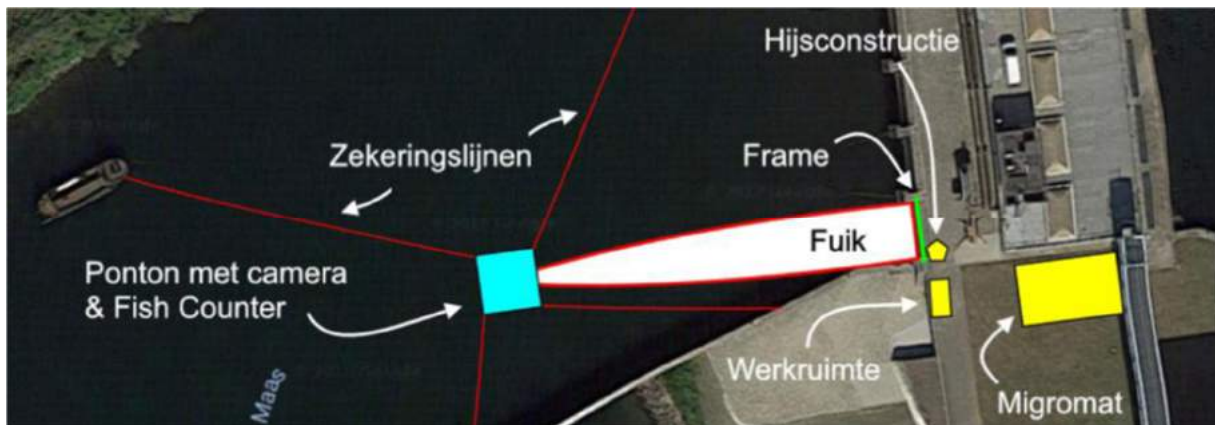 Hijsconstructie
Zekeringslijnen
Frame
Fuik
Ponton met camera
& Fish Counter
Werkruimte
Maas
Migromat